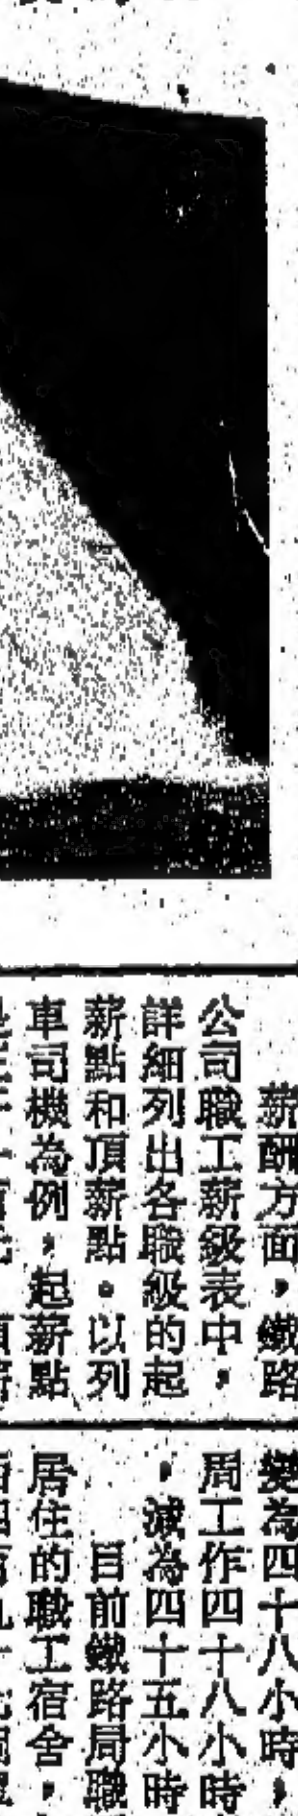 薪酬方面，鐵路
公司職工薪級表中，
詳細列出各職級的起
薪點和頂薪點。以列
車司機為例，起薪點
變為四十八小時，
周工作四十八小時
，減為四十五小時
目前鐵路局職
居住的職工宿舍，